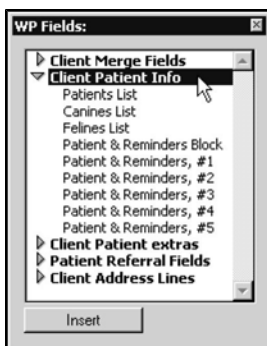 WP Fields:
Client Merge Fields
Client Patient Info
Patients List
Canines List
Felines List
Patient & Reminders Block
Patient & Reminders, #1
Patient & Reminders, #2
Patient & Reminders, #3
Patient & Reminders, #4
Patient & Reminders, #5
Client Patient extras
Patient Referral Fields
Client Address Lines
Insert